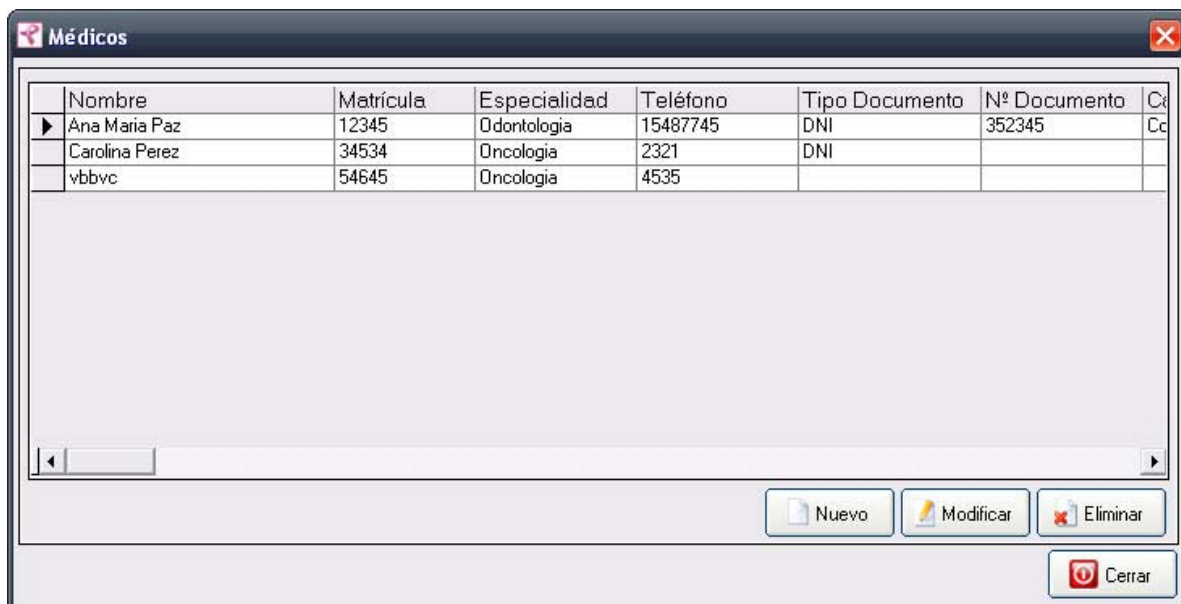 Médicos
Nombre Matrícula Especialidad Teléfono Tipo Documento Nº Documento
Ana Maria Paz 12345 Odontologia 15487745 DNI 352345
Carolina Perez 34534 Oncologia 2321 DNI
vbbvc 54645 Oncologia 4535
Nuevo Modificar Eliminar
Cerrar